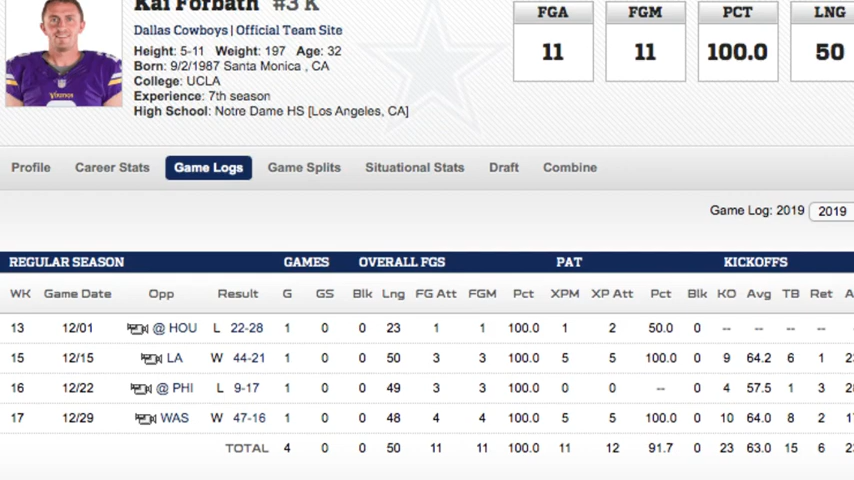 Kai Forbath #3 K
Dallas Cowboys | Official Team Site
Height: 5-11 Weight: 197 Age: 32
Born: 9/2/1987 Santa Monica , CA
College: UCLA
Experience: 7th season
High School: Notre Dame HS [Los Angeles, CA]
FGA FGM PCT LNG
11 11 100.0 50
Profile Career Stats Game Logs Game Splits Situational Stats Draft Combine
Game Log: 2019 2019
REGULAR SEASON GAMES OVERALL FGS PAT KICKOFFS
WK Game Date Opp Result G GS Blk Lng FG Att FGM Pct XPM XP Att Pct Blk KO Avg TB Ret
13 12/01 @ HOU L 22-28 1 0 0 23 1 1 100.0 1 2 50.0 0 -- -- -- --
15 12/15 LA W 44-21 1 0 0 50 3 3 100.0 5 5 100.0 0 9 64.2 6 1
16 12/22 @ PHI L 9-17 1 0 0 49 3 3 100.0 0 0 -- 0 4 57.5 1 3
17 12/29 WAS W 47-16 1 0 0 48 4 4 100.0 5 5 100.0 0 10 64.0 8 2
TOTAL 4 0 0 50 11 11 100.0 11 12 91.7 0 23 63.0 15 6